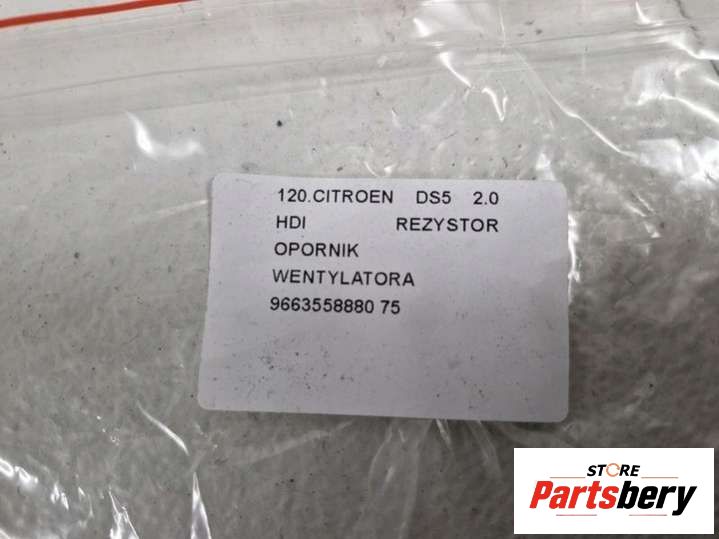 120.CITROEN DS5 2.0
HDI REZYSTOR
OPORNIK
WENTYLATORA
9663558880 75
STORE
Partsbery